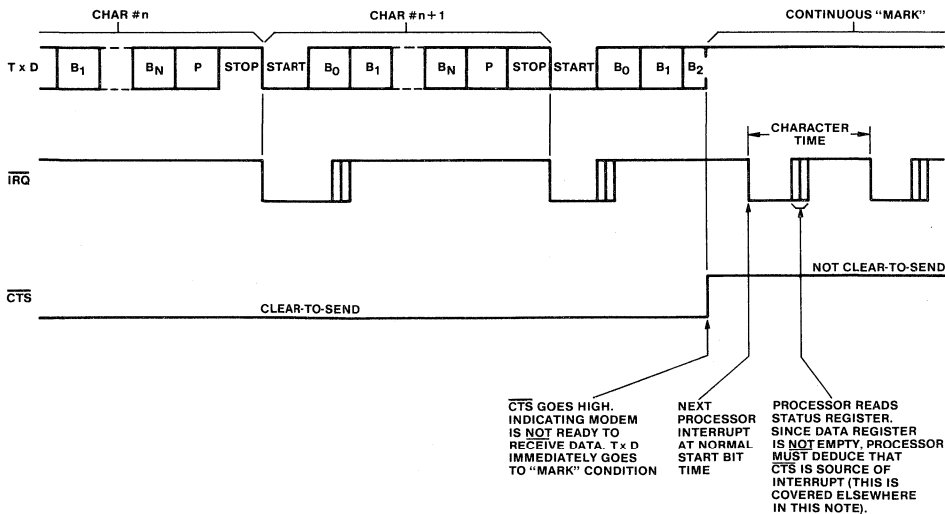 CHAR #n
CHAR #n+1
CONTINUOUS "MARK"
TxD B1 BN P STOP START B0 B1 BN P STOP START B0 B1 B2
CHARACTER
TIME
IRQ
NOT CLEAR-TO-SEND
CTS
CLEAR-TO-SEND
CTS GOES HIGH.
INDICATING MODEM
IS NOT READY TO
RECEIVE DATA. TxD
IMMEDIATELY GOES
TO "MARK" CONDITION
NEXT
PROCESSOR
INTERRUPT
AT NORMAL
START BIT
TIME
PROCESSOR READS
STATUS REGISTER.
SINCE DATA REGISTER
IS NOT EMPTY, PROCESSOR
MUST DEDUCE THAT
CTS IS SOURCE OF
INTERRUPT (THIS IS
COVERED ELSEWHERE
IN THIS NOTE).